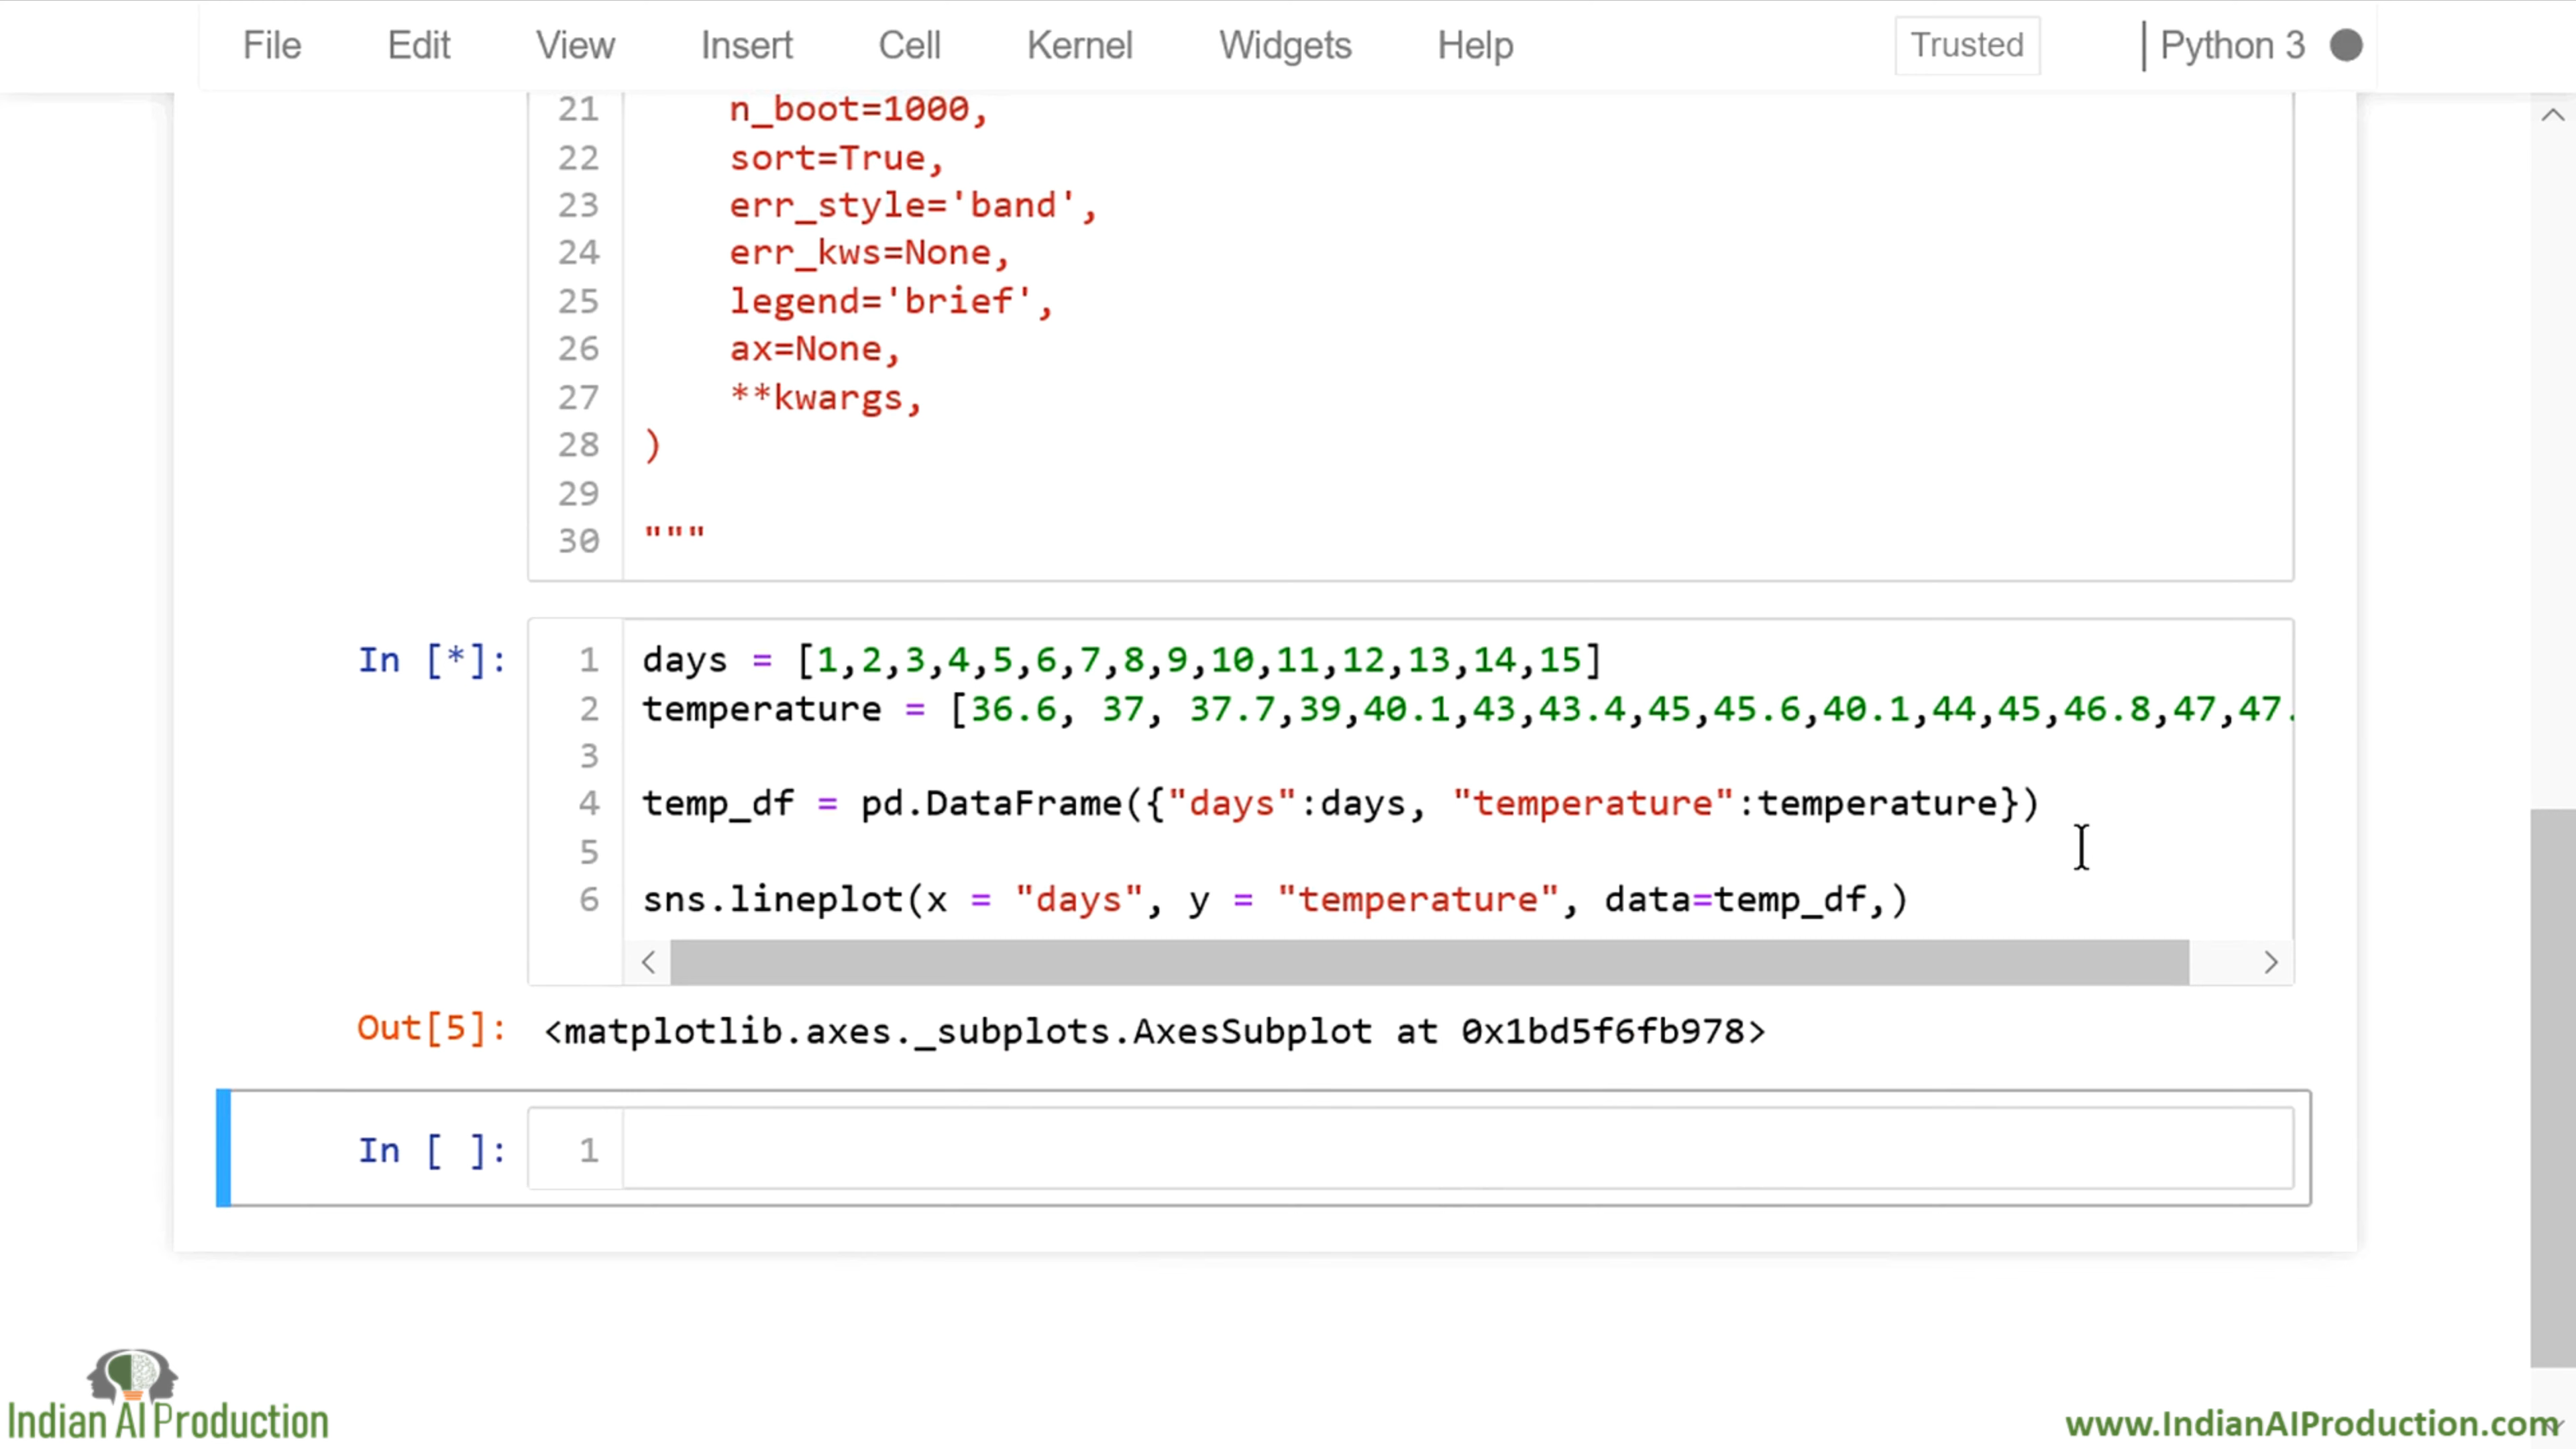 File Edit View Insert Cell Kernel Widgets Help Trusted Python 3
21 n_boot=1000,
22 sort=True,
23 err_style='band',
24 err_kws=None,
25 legend='brief',
26 ax=None,
27 **kwargs,
28 )
29
30 """
In [*]:
1 days = [1,2,3,4,5,6,7,8,9,10,11,12,13,14,15]
2 temperature = [36.6, 37, 37.7,39,40.1,43,43.4,45,45.6,40.1,44,45,46.8,47,47.
3
4 temp_df = pd.DataFrame({"days":days, "temperature":temperature})
5
6 sns.lineplot(x = "days", y = "temperature", data=temp_df,)
Out[5]: <matplotlib.axes._subplots.AxesSubplot at 0x1bd5f6fb978>
In [ ]: 1
Indian AI Production
www.IndianAIProduction.com